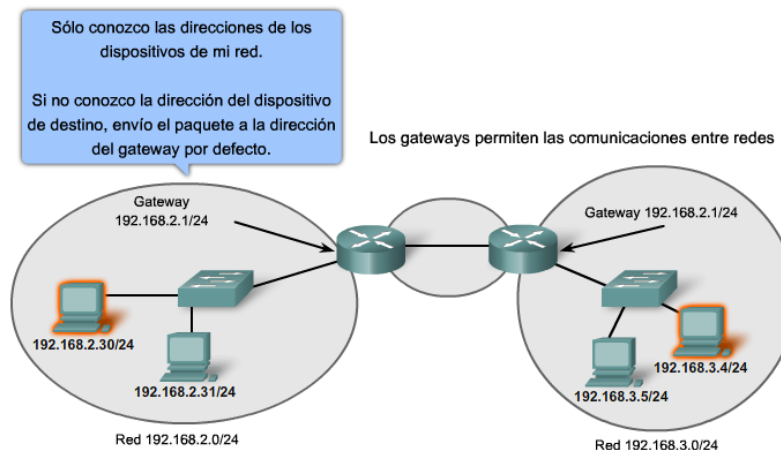 Sólo conozco las direcciones de los
dispositivos de mi red.
Si no conozco la dirección del dispositivo
de destino, envío el paquete a la dirección
del gateway por defecto.
Los gateways permiten las comunicaciones entre redes
Gateway
192.168.2.1/24
Gateway 192.168.2.1/24
192.168.2.30/24
192.168.2.31/24
192.168.3.4/24
192.168.3.5/24
Red 192.168.2.0/24
Red 192.168.3.0/24